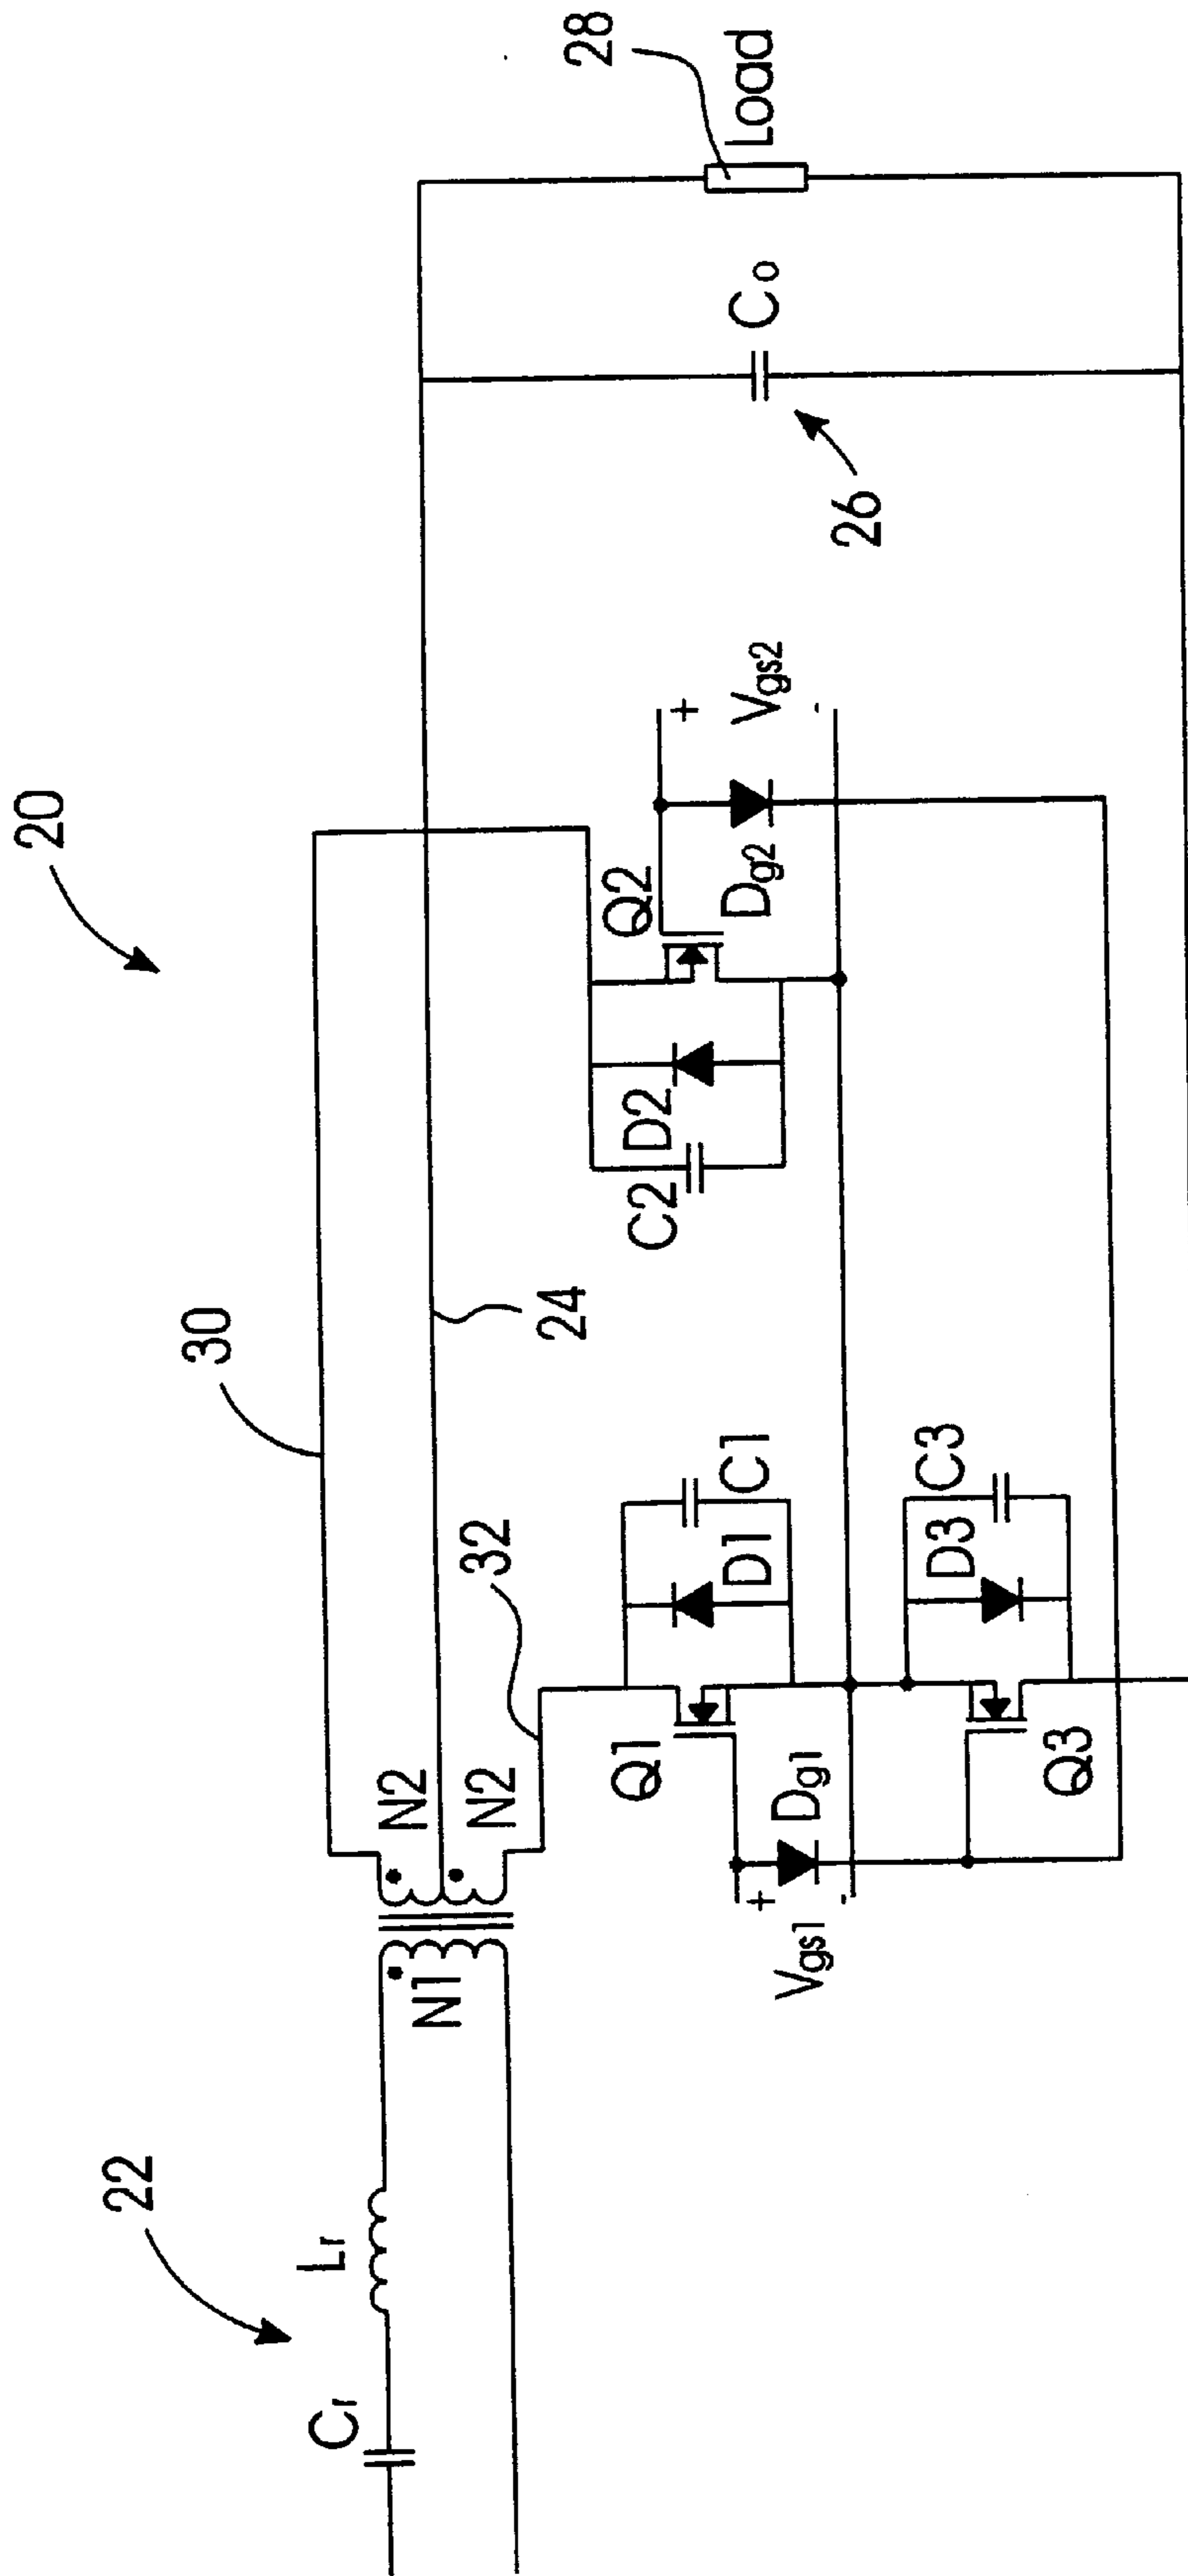 20
22
30
Cr
Lr
N1
N2
N2
24
32
28
Load
Co
26
Q2
C2
D2
Dg2
+
Vgs2
-
Q1
D1
C1
Vgs1
+
-
Dg1
Q3
D3
C3